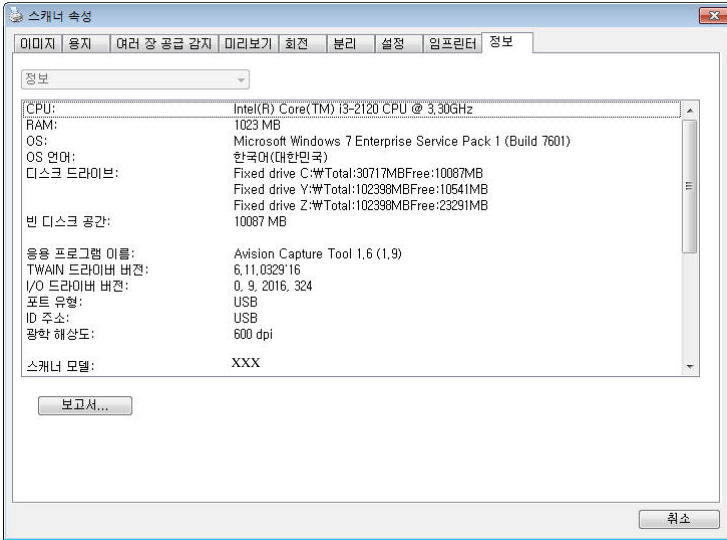 스캐너 속성
이미지 용지 여러 장 공급 감지 미리보기 회전 분리 설정 임프린터 정보
정보
CPU: Intel(R) Core(TM) i3-2120 CPU @ 3,30GHz
RAM: 1023 MB
OS: Microsoft Windows 7 Enterprise Service Pack 1 (Build 7601)
OS 언어: 한국어(대한민국)
디스크 드라이브: Fixed drive C:₩Total:30717MBFree:10087MB
Fixed drive Y:₩Total:102398MBFree:10541MB
Fixed drive Z:₩Total:102398MBFree:23291MB
빈 디스크 공간: 10087 MB
응용 프로그램 이름: Avision Capture Tool 1,6 (1,9)
TWAIN 드라이버 버전: 6,11,0329'16
I/O 드라이버 버전: 0, 9, 2016, 324
포트 유형: USB
ID 주소: USB
광학 해상도: 600 dpi
스캐너 모델: XXX
보고서...
취소